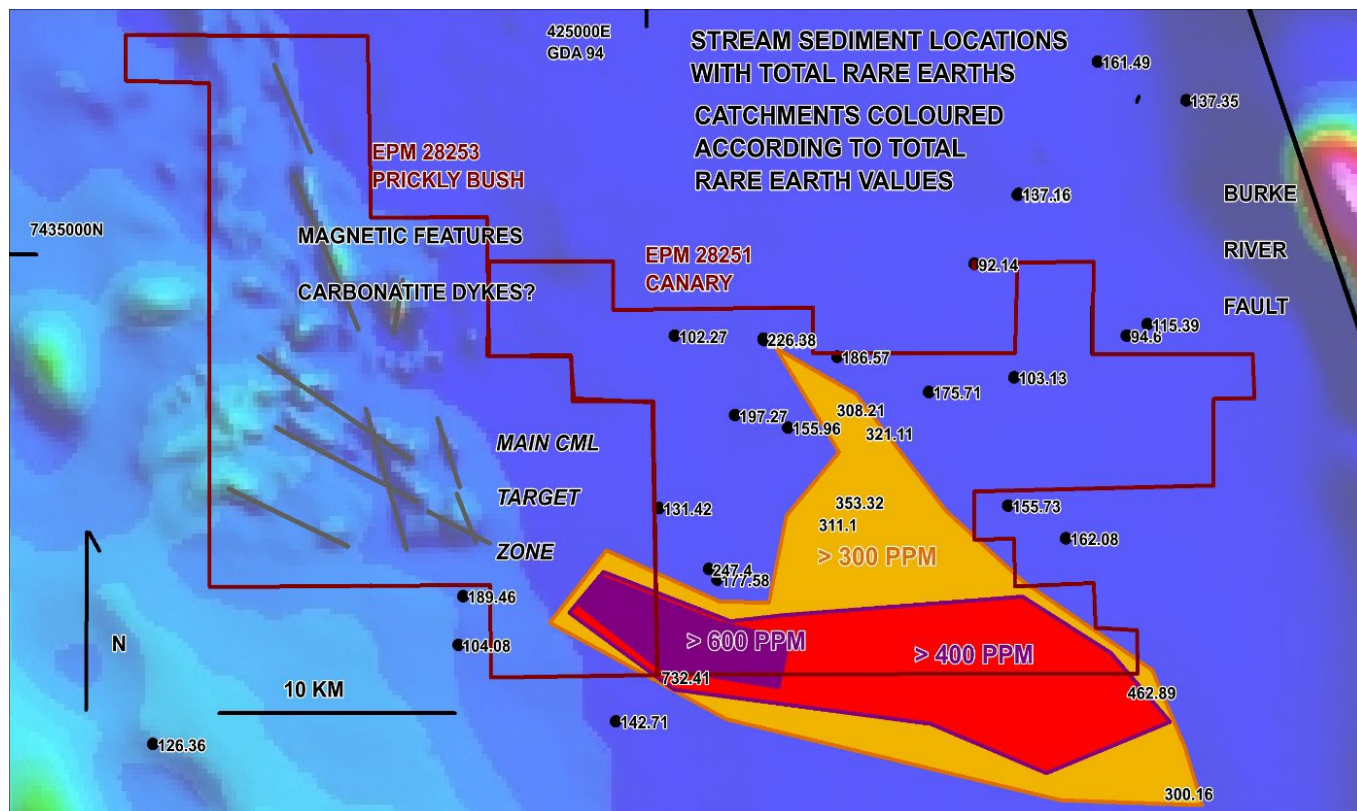 425000E
GDA 94
STREAM SEDIMENT LOCATIONS
WITH TOTAL RARE EARTHS
CATCHMENTS COLOURED
ACCORDING TO TOTAL
RARE EARTH VALUES
161.49
137.35
EPM 28253
PRICKLY BUSH
137.16
BURKE
RIVER
FAULT
7435000N
MAGNETIC FEATURES
CARBONATITE DYKES?
EPM 28251
CANARY
92.14
102.27
226.38
186.57
115.39
94.6
103.13
175.71
197.27
155.96
308.21
321.11
MAIN CML
TARGET
ZONE
131.42
353.32
311.1
155.73
162.08
> 300 PPM
247.4
177.58
189.46
104.08
N
> 600 PPM
> 400 PPM
732.41
462.89
10 KM
142.71
126.36
300.16